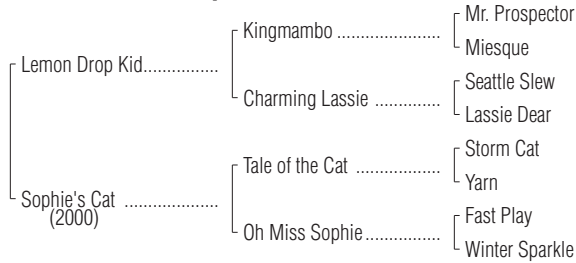 Mr. Prospector
Kingmambo ......................
Miesque
Lemon Drop Kid................
Seattle Slew
Charming Lassie ..............
Lassie Dear
Storm Cat
Tale of the Cat ..................
Yarn
Sophie's Cat ....................
(2000)
Fast Play
Oh Miss Sophie................
Winter Sparkle